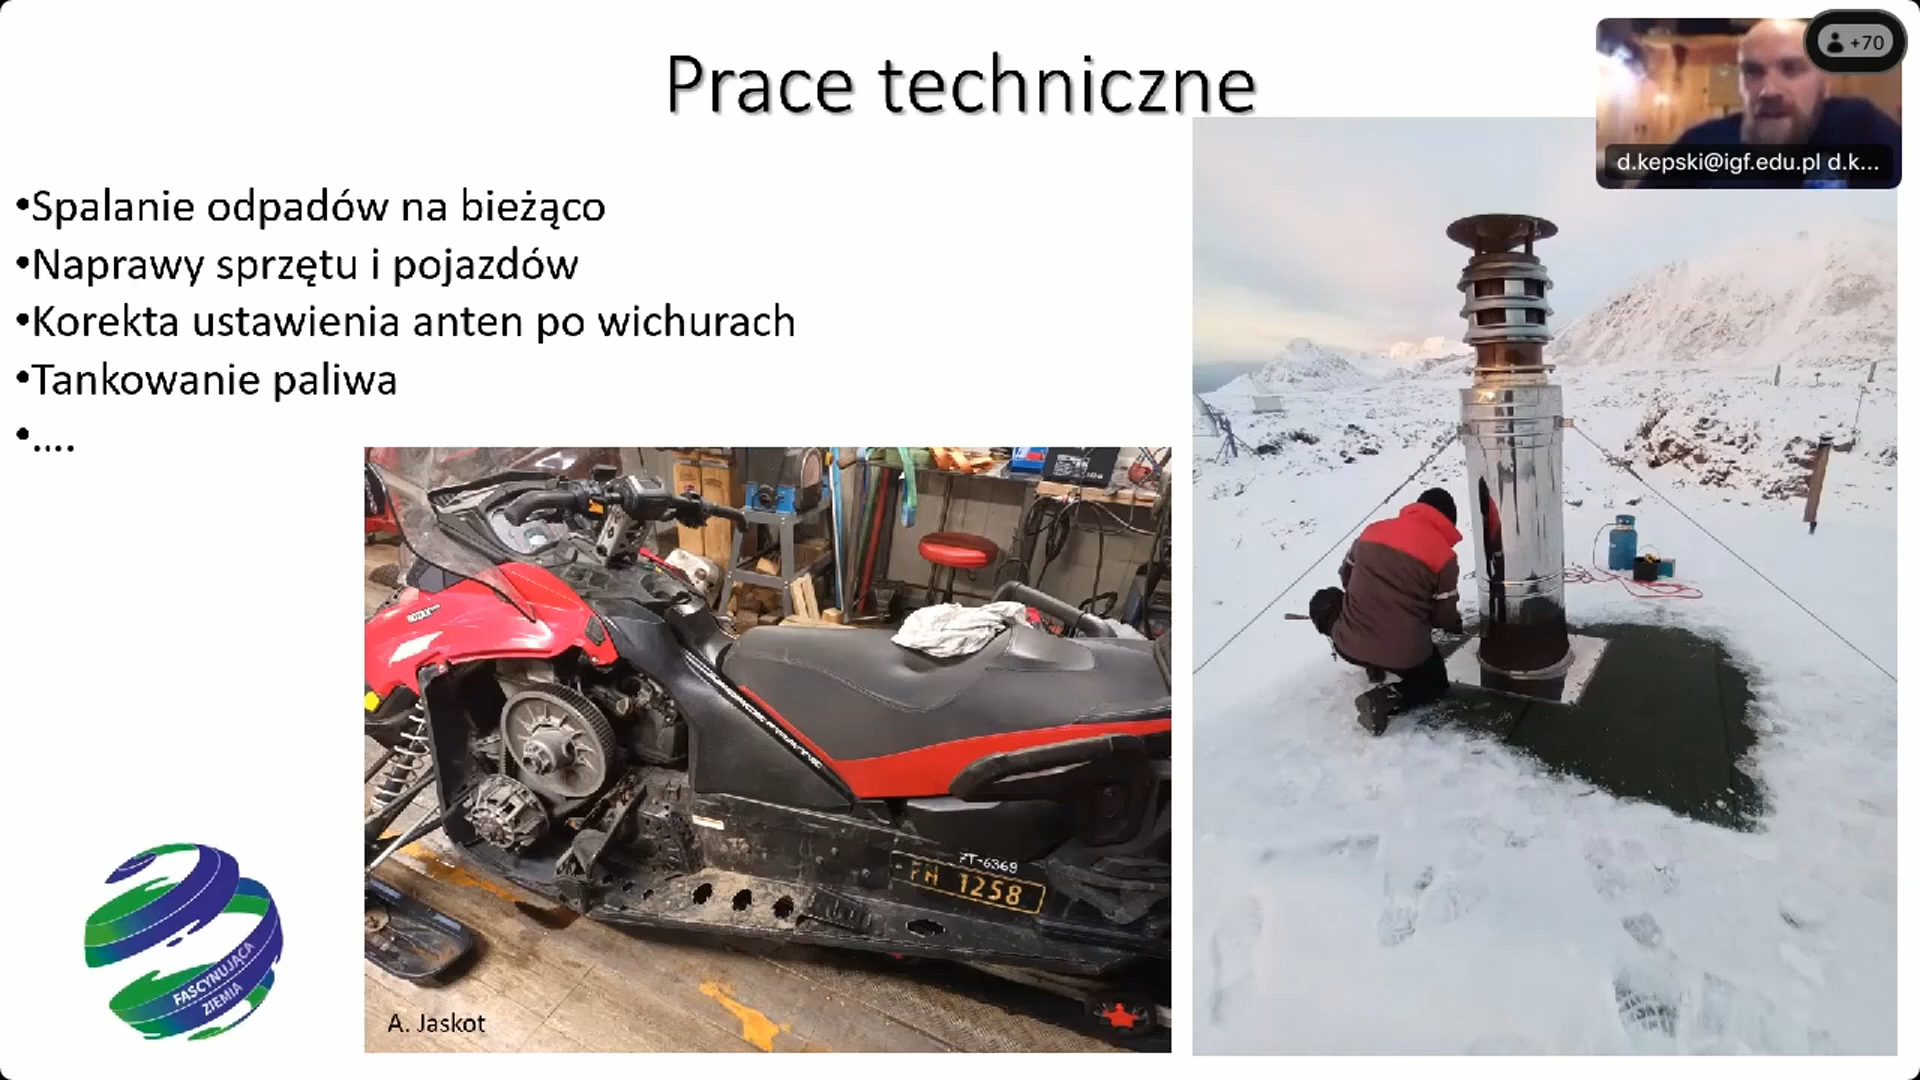 Prace techniczne
+70
d.kepski@igf.edu.pl d.k...
•Spalanie odpadów na bieżąco
•Naprawy sprzętu i pojazdów
•Korekta ustawienia anten po wichurach
•Tankowanie paliwa
•....
ZT-6369
FH 1258
FASCYNUJĄCA
ZIEMIA
A. Jaskot